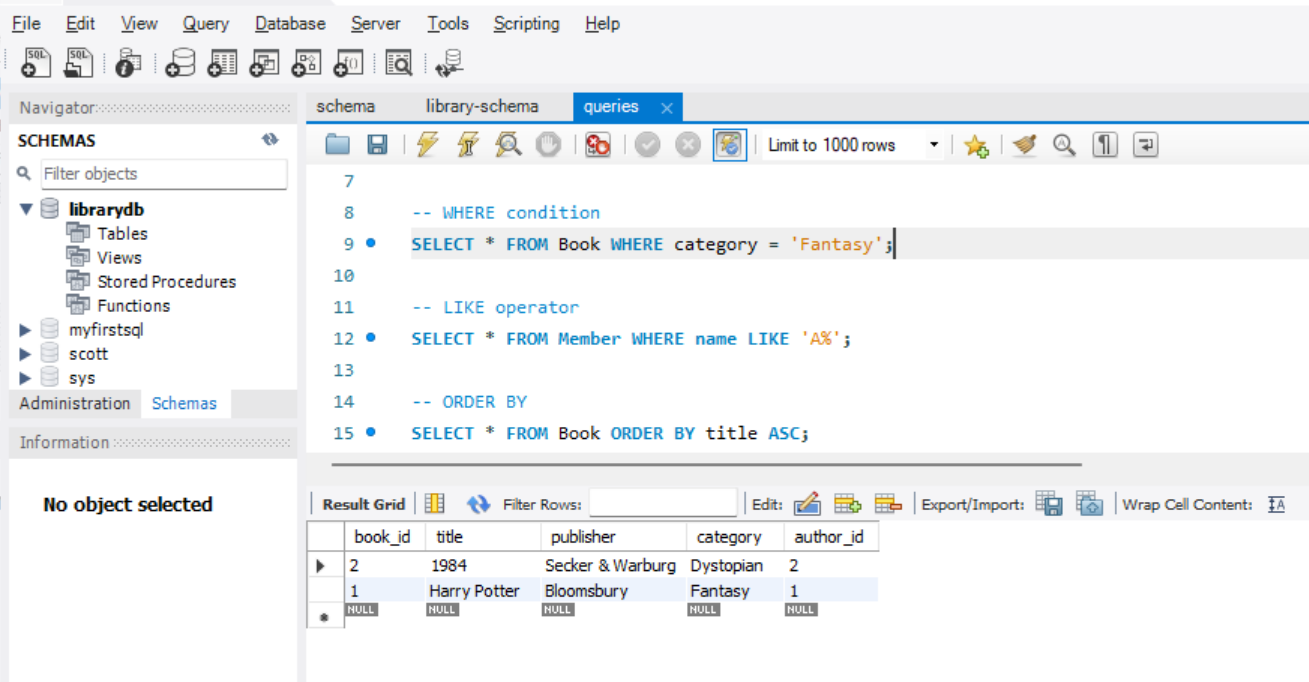 File Edit View Query Database Server Tools Scripting Help
SQL SQL
Navigator
schema library-schema queries
SCHEMAS
Limit to 1000 rows
Filter objects
librarydb
Tables
Views
Stored Procedures
Functions
myfirstsql
scott
sys
Administration Schemas
Information
No object selected
7
8 -- WHERE condition
9 SELECT * FROM Book WHERE category = 'Fantasy';
10
11 -- LIKE operator
12 SELECT * FROM Member WHERE name LIKE 'A%';
13
14 -- ORDER BY
15 SELECT * FROM Book ORDER BY title ASC;
Result Grid Filter Rows: Edit: Export/Import: Wrap Cell Content: IA
book_id title publisher category author_id
2 1984 Secker & Warburg Dystopian 2
1 Harry Potter Bloomsbury Fantasy 1
NULL NULL NULL NULL NULL